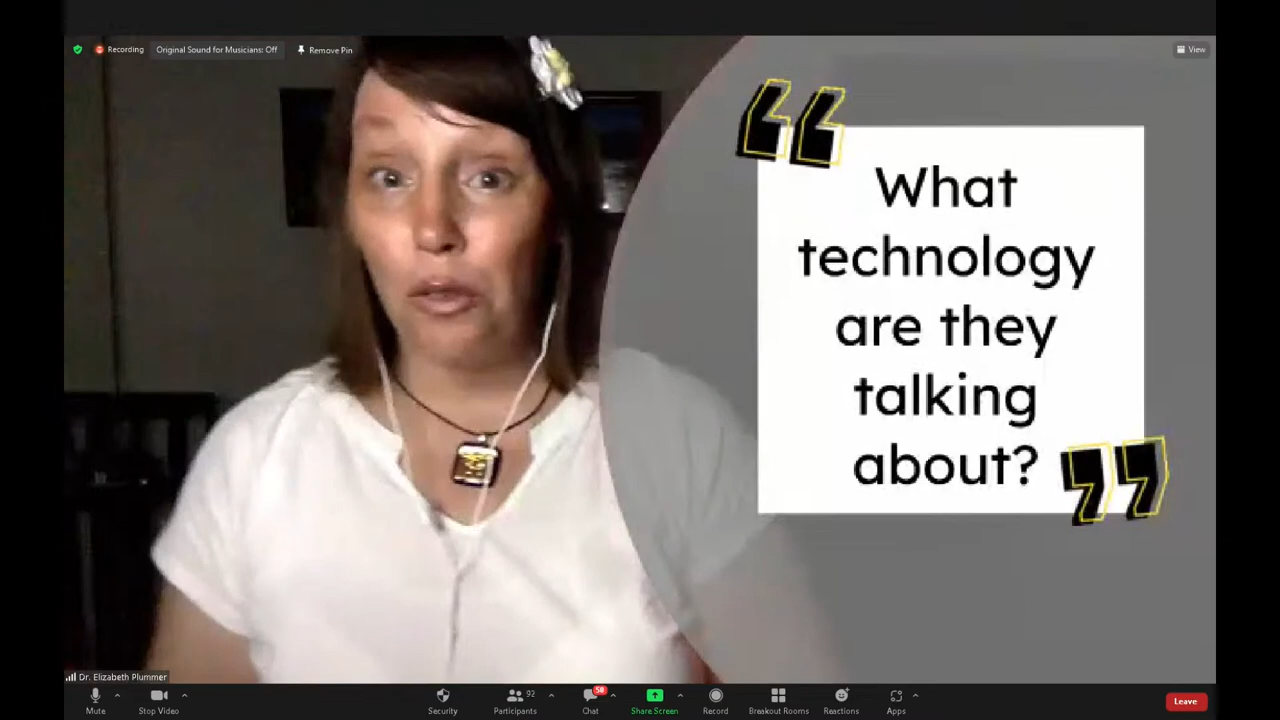 Recording
Original Sound for Musicians: Off
Remove Pin
View
“What
technology
are they
talking
about?”
Dr. Elizabeth Plummer
Mute
Stop Video
Security
92
Participants
58
Chat
Share Screen
Record
Breakout Rooms
Reactions
Apps
Leave